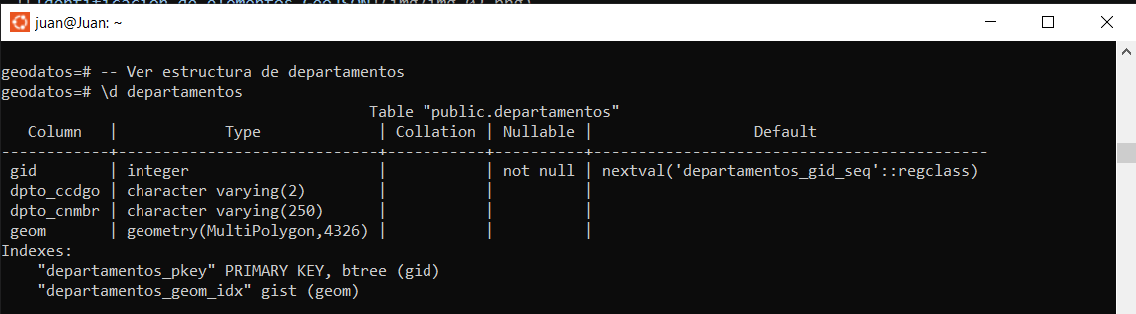 juan@Juan: ~
geodatos=# -- Ver estructura de departamentos
geodatos=# \d departamentos
Table "public.departamentos"
Column | Type | Collation | Nullable | Default
------------+-----------------------------+-----------+----------+-------------------------------------------
gid | integer | | not null | nextval('departamentos_gid_seq'::regclass)
dpto_ccdgo | character varying(2) | | |
dpto_cnmbr | character varying(250) | | |
geom | geometry(MultiPolygon,4326) | | |
Indexes:
"departamentos_pkey" PRIMARY KEY, btree (gid)
"departamentos_geom_idx" gist (geom)